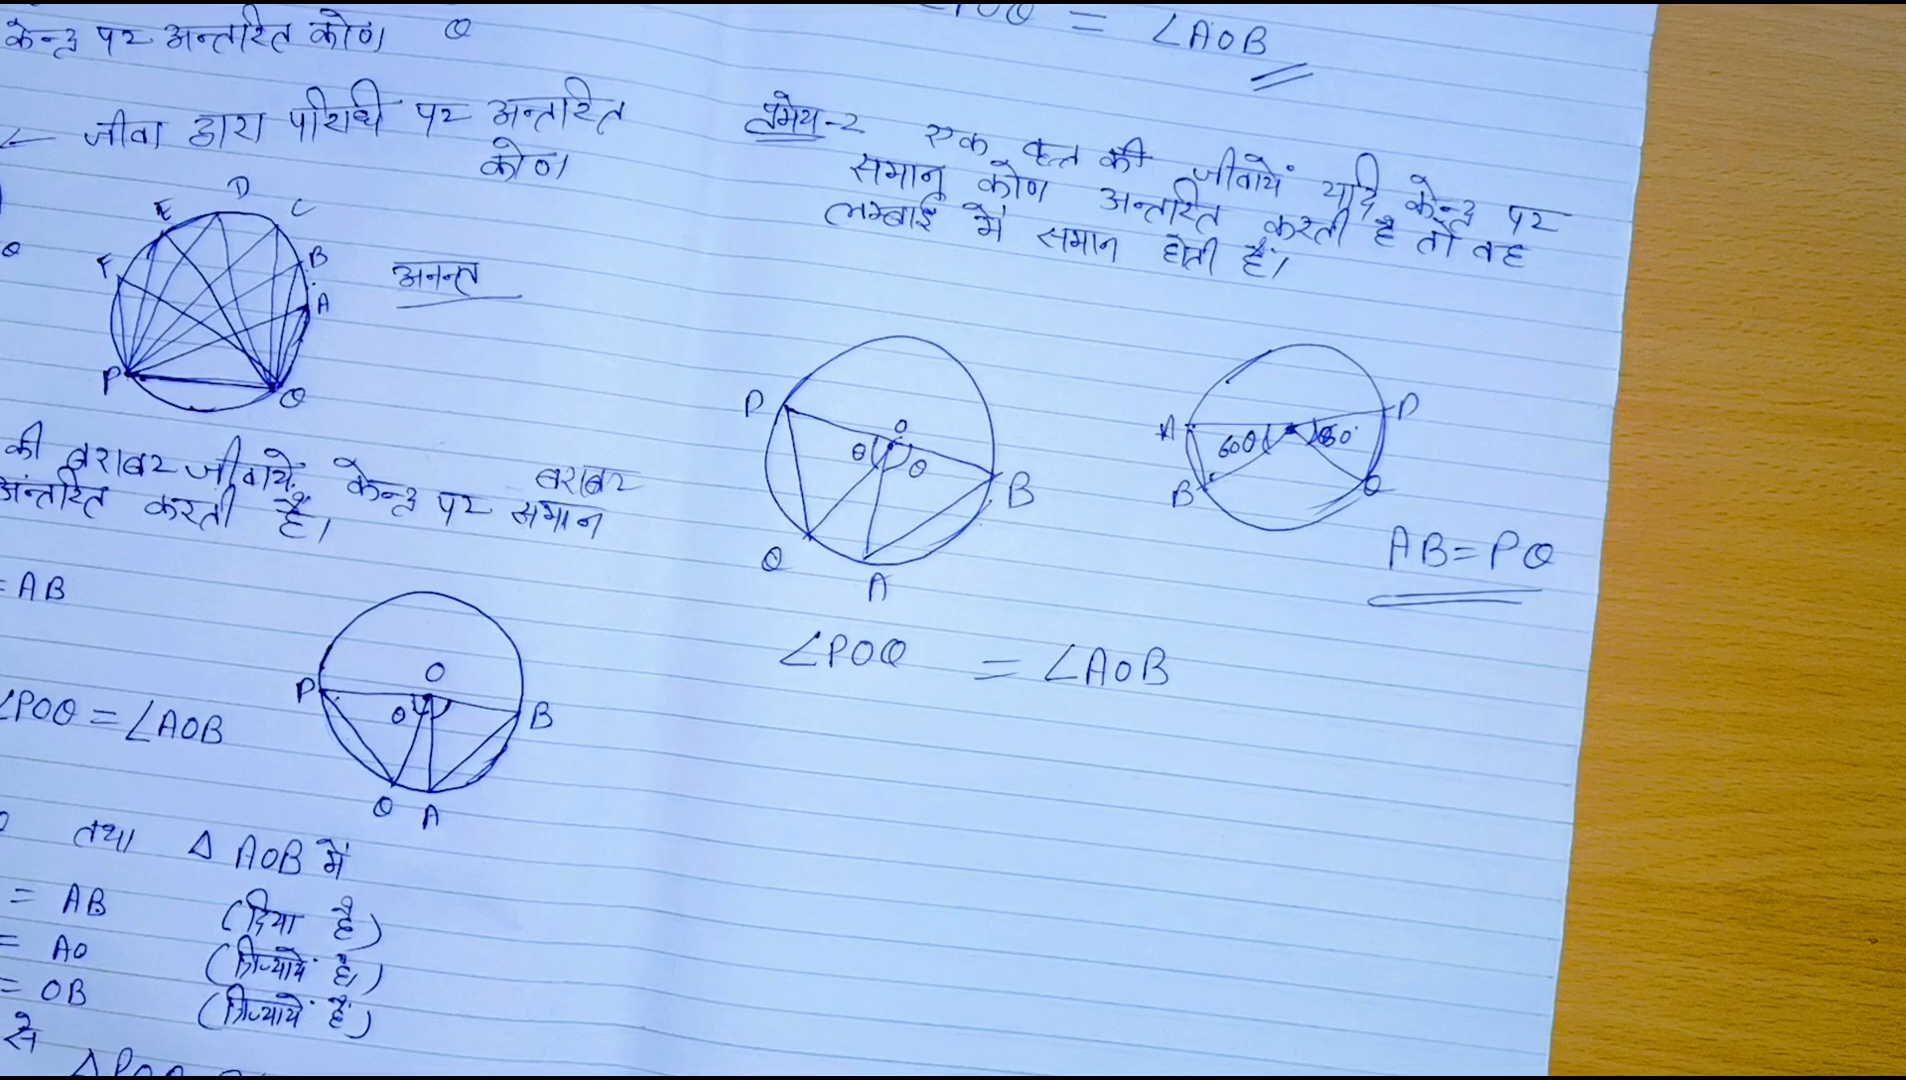 केन्द्र पर अन्तरित कोण
Q
जीवा द्वारा परिधी पर अन्तरित
कोण
D
E
C
F
B
A
P
Q
अनन्त
की बराबर जीवायें केन्द्र पर समान
बराबर
अंतरित करती हैं।
= AB
∠POQ = ∠AOB
O
P
θ
B
Q
A
तथा Δ AOB में
= AB (दिया है)
= AO (त्रिज्यायें हैं)
= OB (त्रिज्यायें हैं)
से
= ∠AOB
प्रमेय-2 एक वृत्त की जीवायें यदि केन्द्र पर
समान कोण अन्तरित करती है तो वह
लम्बाई में समान होती हैं।
P
O
θ
θ
B
Q
A
A
P
60
60°
B
Q
AB = PQ
∠POQ = ∠AOB